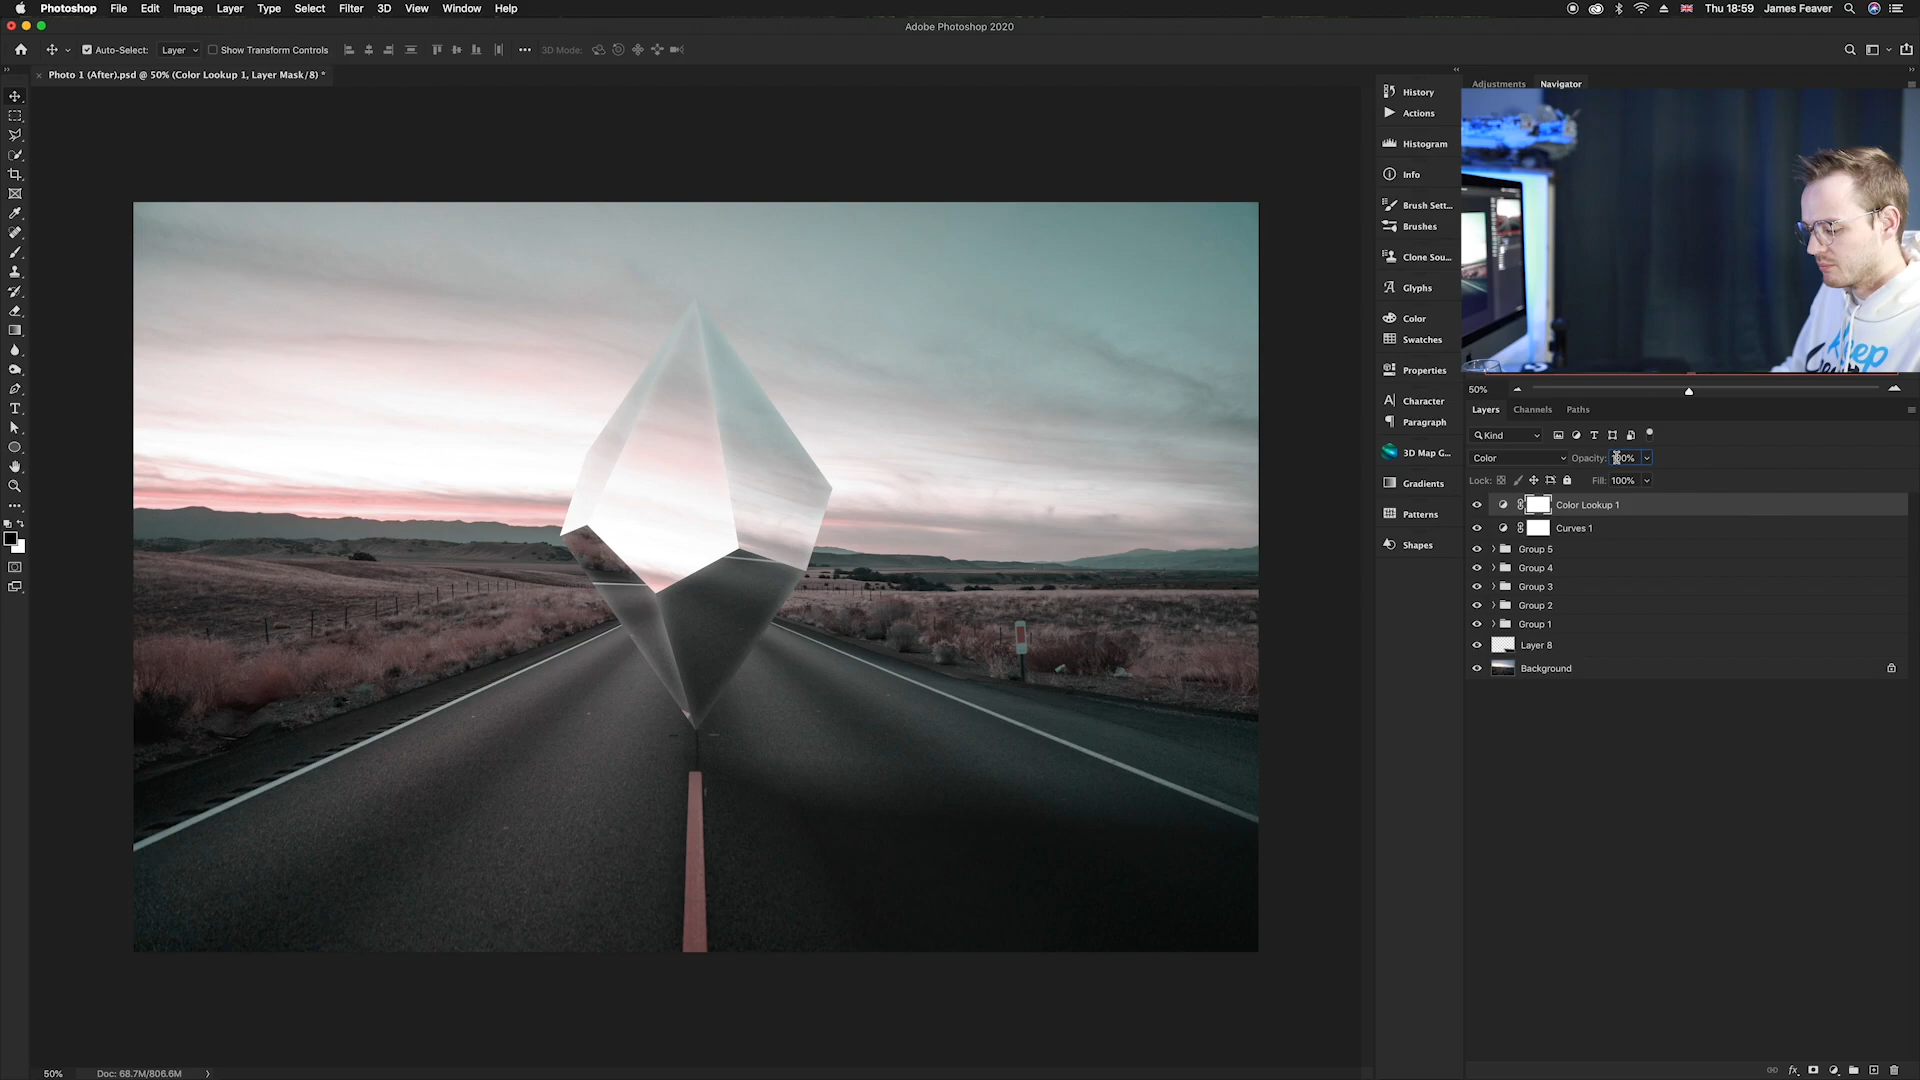 Photoshop File Edit Image Layer Type Select Filter 3D View Window Help Thu 18:59 James Feaver
Adobe Photoshop 2020
Auto-Select: Layer Show Transform Controls 3D Mode:
Photo 1 (After).psd @ 50% (Color Lookup 1, Layer Mask/8) *
History
Actions
Histogram
Info
Brush Sett...
Brushes
Clone Sou...
Glyphs
Color
Swatches
Properties
Character
Paragraph
3D Map G...
Gradients
Patterns
Shapes
Adjustments Navigator
50%
Layers Channels Paths
Kind
Color Opacity: 100%
Lock: Fill: 100%
Color Lookup 1
Curves 1
Group 5
Group 4
Group 3
Group 2
Group 1
Layer 8
Background
50% Doc: 68.7M/806.6M